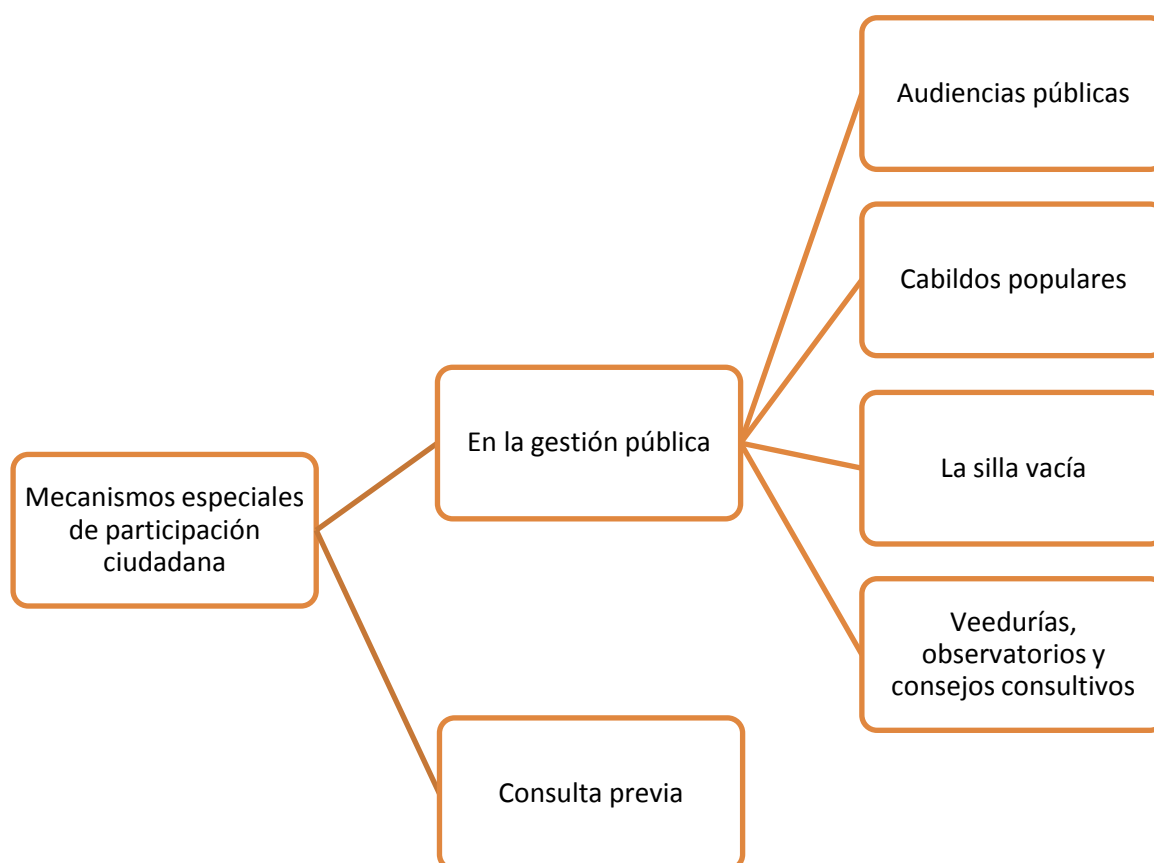 Mecanismos especiales
de participación
ciudadana
En la gestión pública
Audiencias públicas
Cabildos populares
La silla vacía
Veedurías,
observatorios y
consejos consultivos
Consulta previa